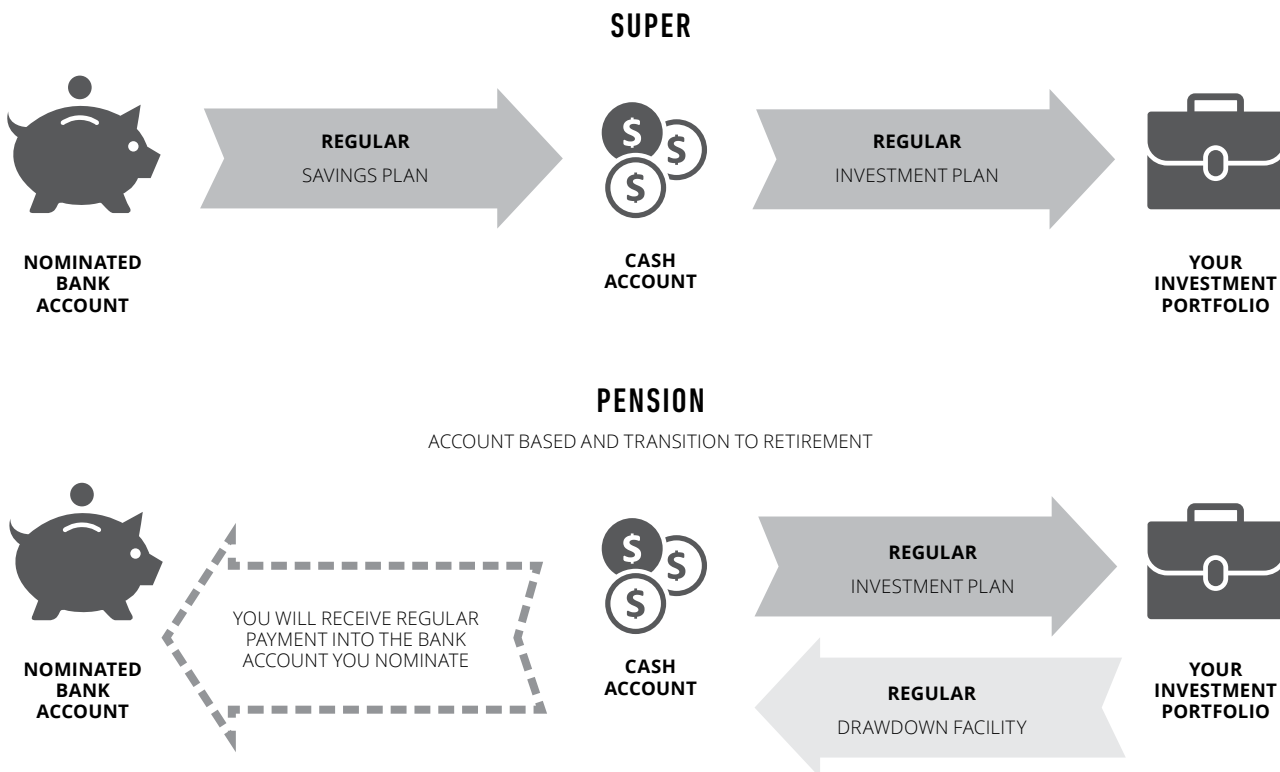 SUPER
REGULAR
SAVINGS PLAN
$
$
$
REGULAR
INVESTMENT PLAN
NOMINATED
BANK
ACCOUNT
CASH
ACCOUNT
YOUR
INVESTMENT
PORTFOLIO
PENSION
ACCOUNT BASED AND TRANSITION TO RETIREMENT
YOU WILL RECEIVE REGULAR
PAYMENT INTO THE BANK
ACCOUNT YOU NOMINATE
$
$
$
REGULAR
INVESTMENT PLAN
NOMINATED
BANK
ACCOUNT
CASH
ACCOUNT
REGULAR
DRAWDOWN FACILITY
YOUR
INVESTMENT
PORTFOLIO